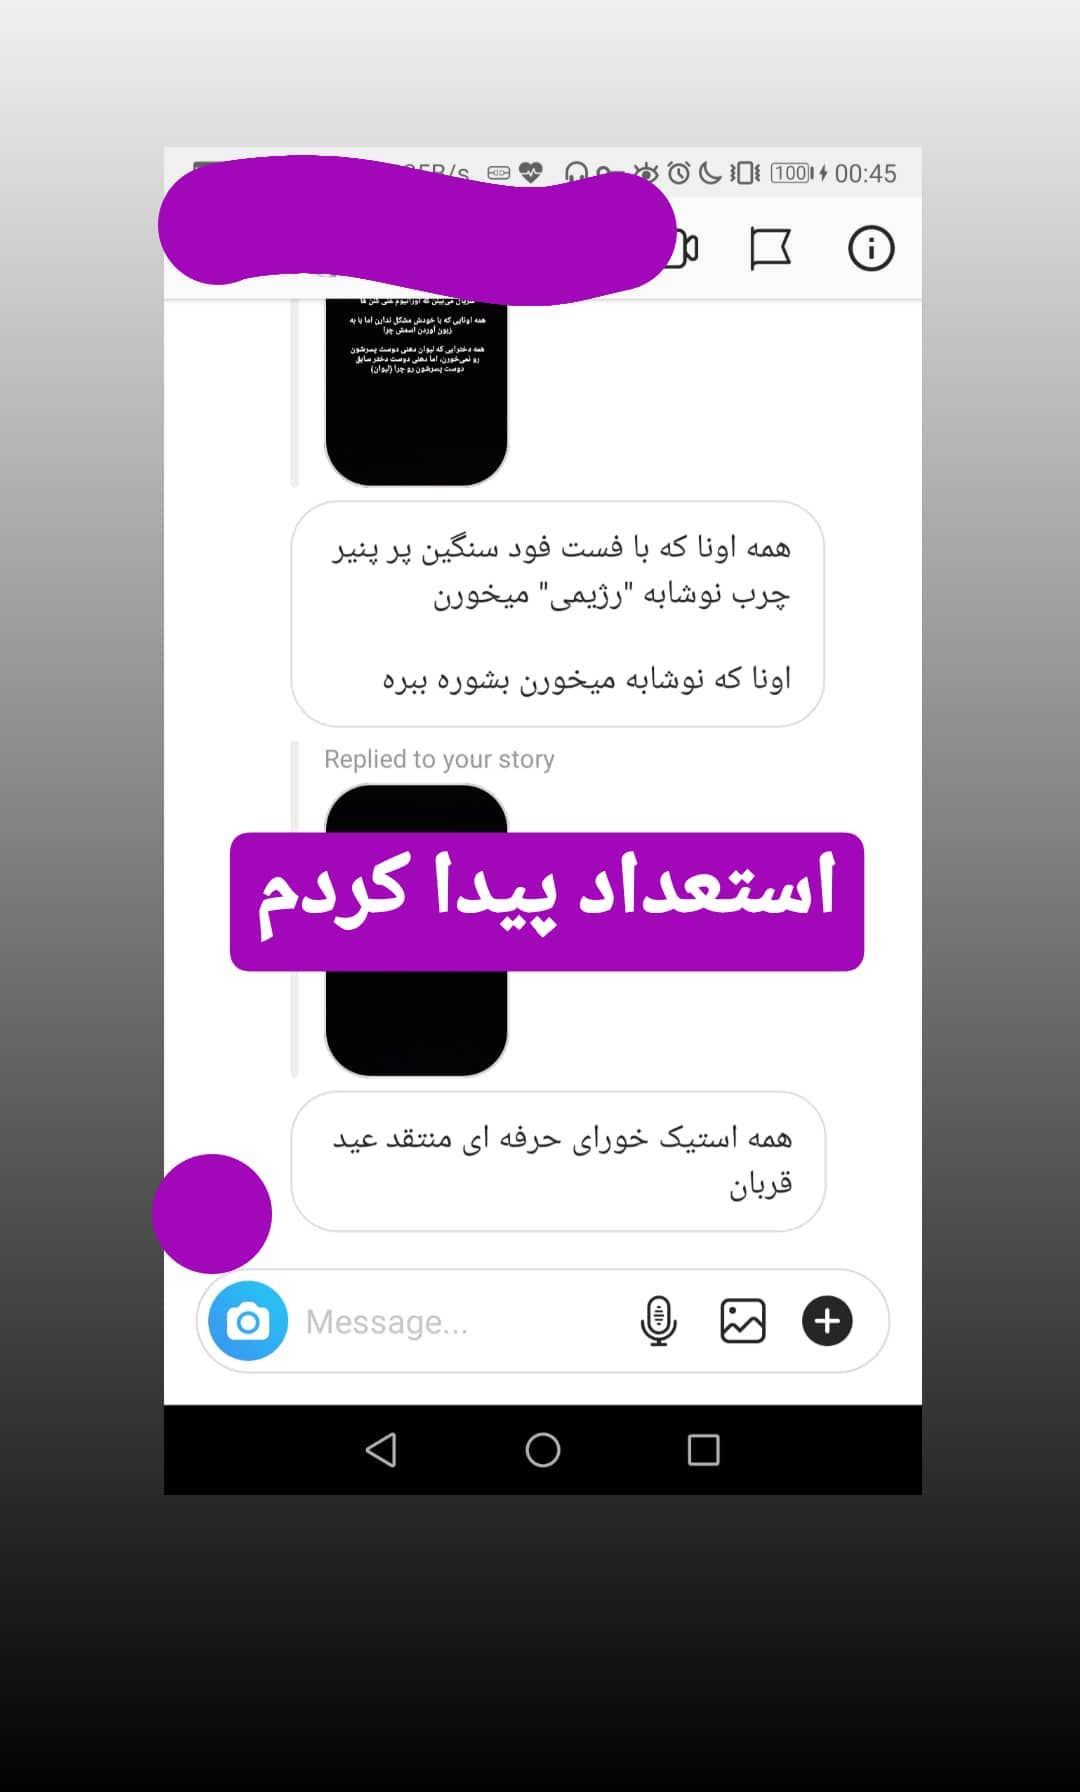 00:45
100
همه اونایی که با خودش مشکل ندارن اما با به
زبون آوردن اسمش چرا
همه دخترایی که لیوان دهنی دوست پسرشون
رو نمی‌خورن، اما دهنی دوست دختر سابق
دوست پسرشون رو چرا (لیوان)
همه اونا که با فست فود سنگین پر پنیر
چرب نوشابه "رژیمی" میخورن
اونا که نوشابه میخورن بشوره ببره
Replied to your story
استعداد پیدا کردم
همه استیک خورای حرفه ای منتقد عید
قربان
Message...